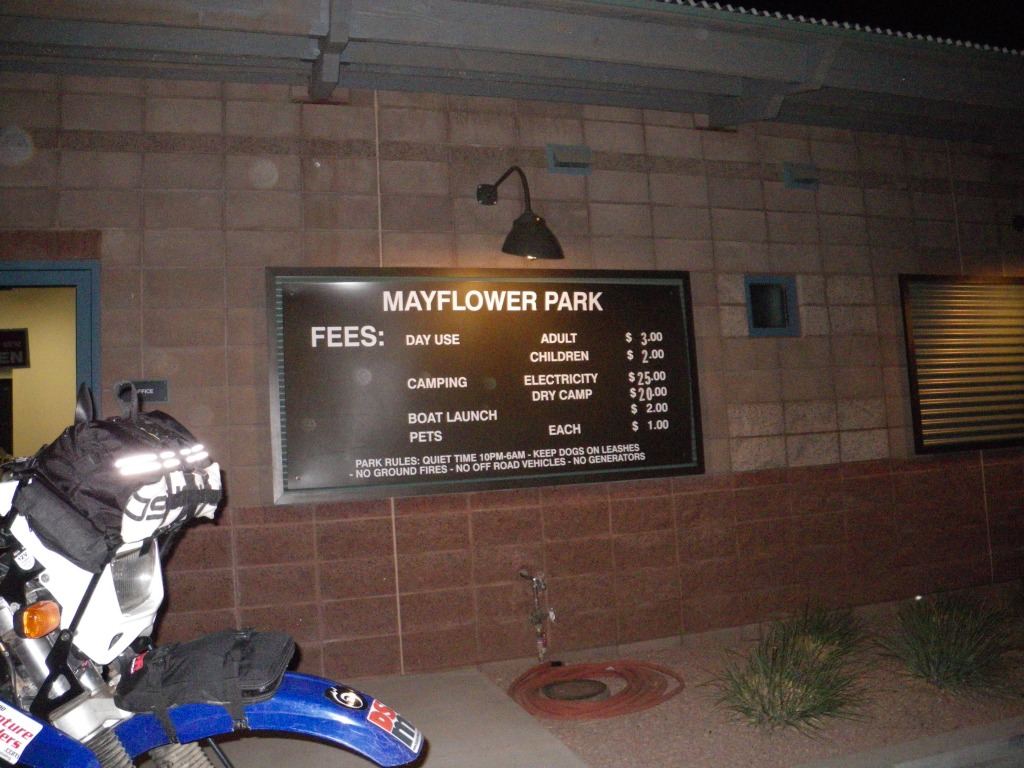 MAYFLOWER PARK
FEES: DAY USE ADULT $ 3.00
CHILDREN $ 2.00
CAMPING ELECTRICITY $ 25.00
DRY CAMP $ 20.00
BOAT LAUNCH $ 2.00
PETS EACH $ 1.00
PARK RULES: QUIET TIME 10PM-6AM - KEEP DOGS ON LEASHES
- NO GROUND FIRES - NO OFF ROAD VEHICLES - NO GENERATORS